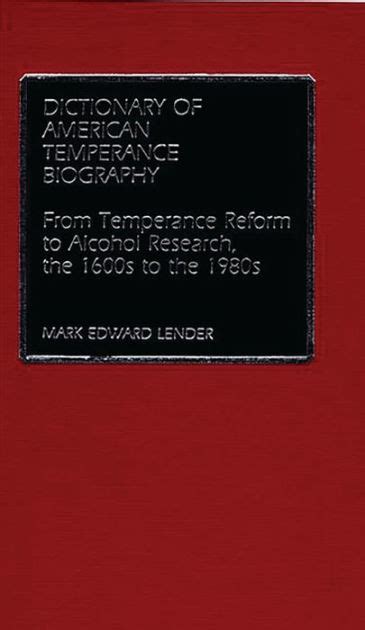 DICTIONARY OF
AMERICAN
TEMPERANCE
BIOGRAPHY
From Temperance Reform
to Alcohol Research,
the 1600s to the 1980s
MARK EDWARD LENDER